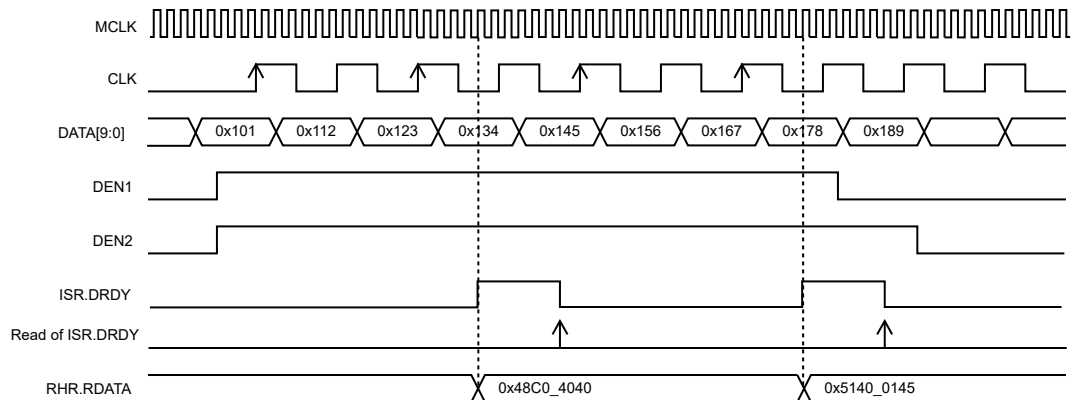 MCLK
CLK
DATA[9:0] 0x101 0x112 0x123 0x134 0x145 0x156 0x167 0x178 0x189
DEN1
DEN2
ISR.DRDY
Read of ISR.DRDY
RHR.RDATA 0x48C0_4040 0x5140_0145